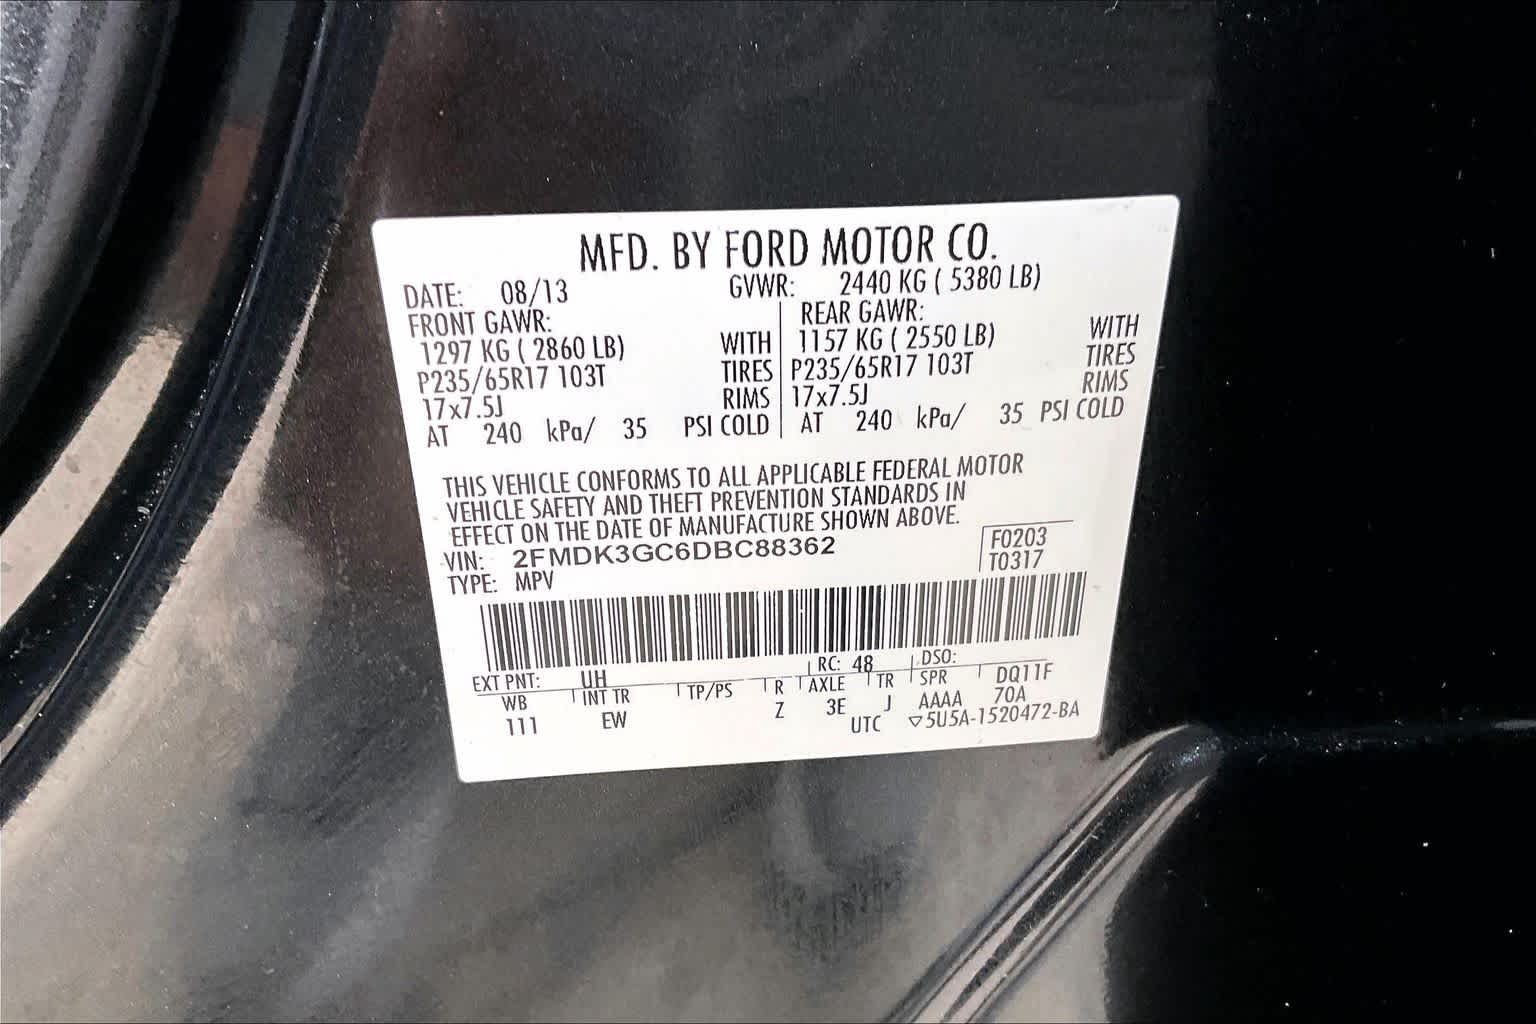 MFD. BY FORD MOTOR CO.
DATE: 08/13 GVWR: 2440 KG ( 5380 LB)
FRONT GAWR: REAR GAWR:
1297 KG ( 2860 LB) WITH 1157 KG ( 2550 LB) WITH
P235/65R17 103T TIRES P235/65R17 103T TIRES
17x7.5J RIMS 17x7.5J RIMS
AT 240 kPa/ 35 PSI COLD AT 240 kPa/ 35 PSI COLD
THIS VEHICLE CONFORMS TO ALL APPLICABLE FEDERAL MOTOR
VEHICLE SAFETY AND THEFT PREVENTION STANDARDS IN
EFFECT ON THE DATE OF MANUFACTURE SHOWN ABOVE.
VIN: 2FMDK3GC6DBC88362 F0203
TYPE: MPV T0317
EXT PNT: UH RC: 48 DSO:
WB INT TR TP/PS R AXLE TR SPR DQ11F
111 EW Z 3E J AAAA 70A
UTC ▽5U5A-1520472-BA